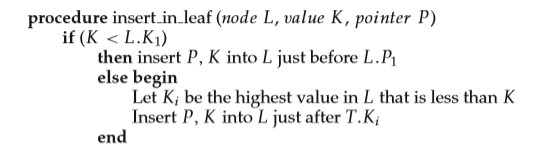 procedure insert_in_leaf (node L, value K, pointer P)
if (K < L.K₁)
then insert P, K into L just before L.P₁
else begin
Let Kᵢ be the highest value in L that is less than K
Insert P, K into L just after T.Kᵢ
end